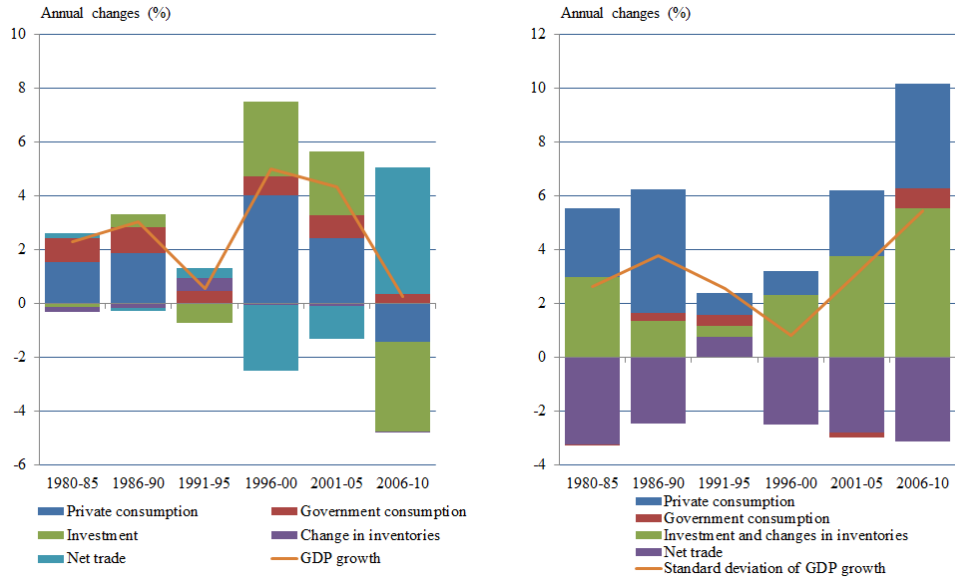 Annual changes (%)
10
8
6
4
2
0
-2
-4
-6
1980-85 1986-90 1991-95 1996-00 2001-05 2006-10
Private consumption Government consumption
Investment Change in inventories
Net trade GDP growth
Annual changes (%)
12
10
8
6
4
2
0
-2
-4
1980-85 1986-90 1991-95 1996-00 2001-05 2006-10
Private consumption
Government consumption
Investment and changes in inventories
Net trade
Standard deviation of GDP growth